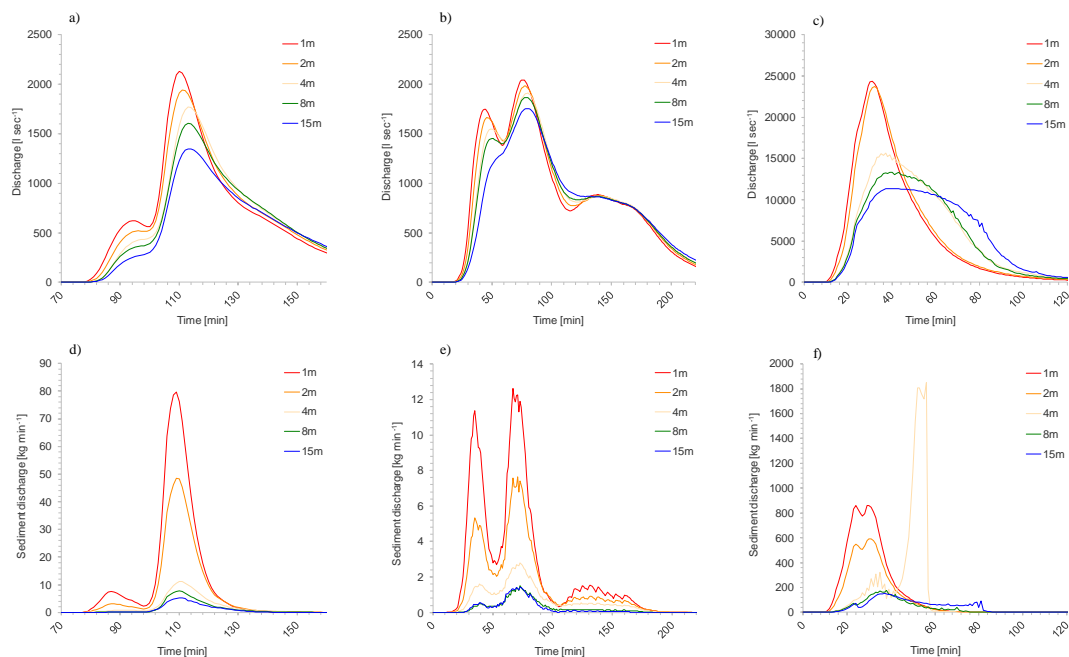 a)
2500
2000
1500
1000
500
0
Discharge [l sec⁻¹]
70
90
110
130
150
Time [min]
1m
2m
4m
8m
15m
b)
2500
2000
1500
1000
500
0
Discharge [l sec⁻¹]
0
50
100
150
200
Time [min]
1m
2m
4m
8m
15m
c)
30000
25000
20000
15000
10000
5000
0
Discharge [l sec⁻¹]
0
20
40
60
80
100
120
Time [min]
1m
2m
4m
8m
15m
d)
90
80
70
60
50
40
30
20
10
0
Sediment discharge [kg min⁻¹]
70
90
110
130
150
Time [min]
1m
2m
4m
8m
15m
e)
14
12
10
8
6
4
2
0
Sediment discharge [kg min⁻¹]
0
50
100
150
200
Time [min]
1m
2m
4m
8m
15m
f)
2000
1800
1600
1400
1200
1000
800
600
400
200
0
Sediment discharge [kg min⁻¹]
0
20
40
60
80
100
120
Time [min]
1m
2m
4m
8m
15m